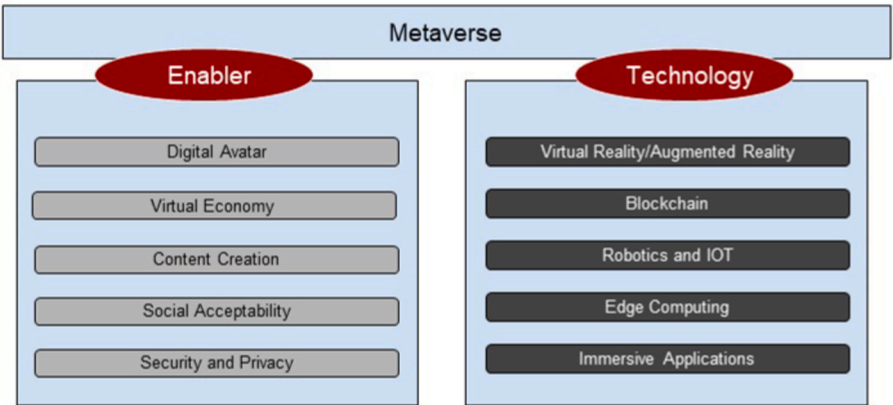 Metaverse
Enabler
Digital Avatar
Virtual Economy
Content Creation
Social Acceptability
Security and Privacy
Technology
Virtual Reality/Augmented Reality
Blockchain
Robotics and IOT
Edge Computing
Immersive Applications